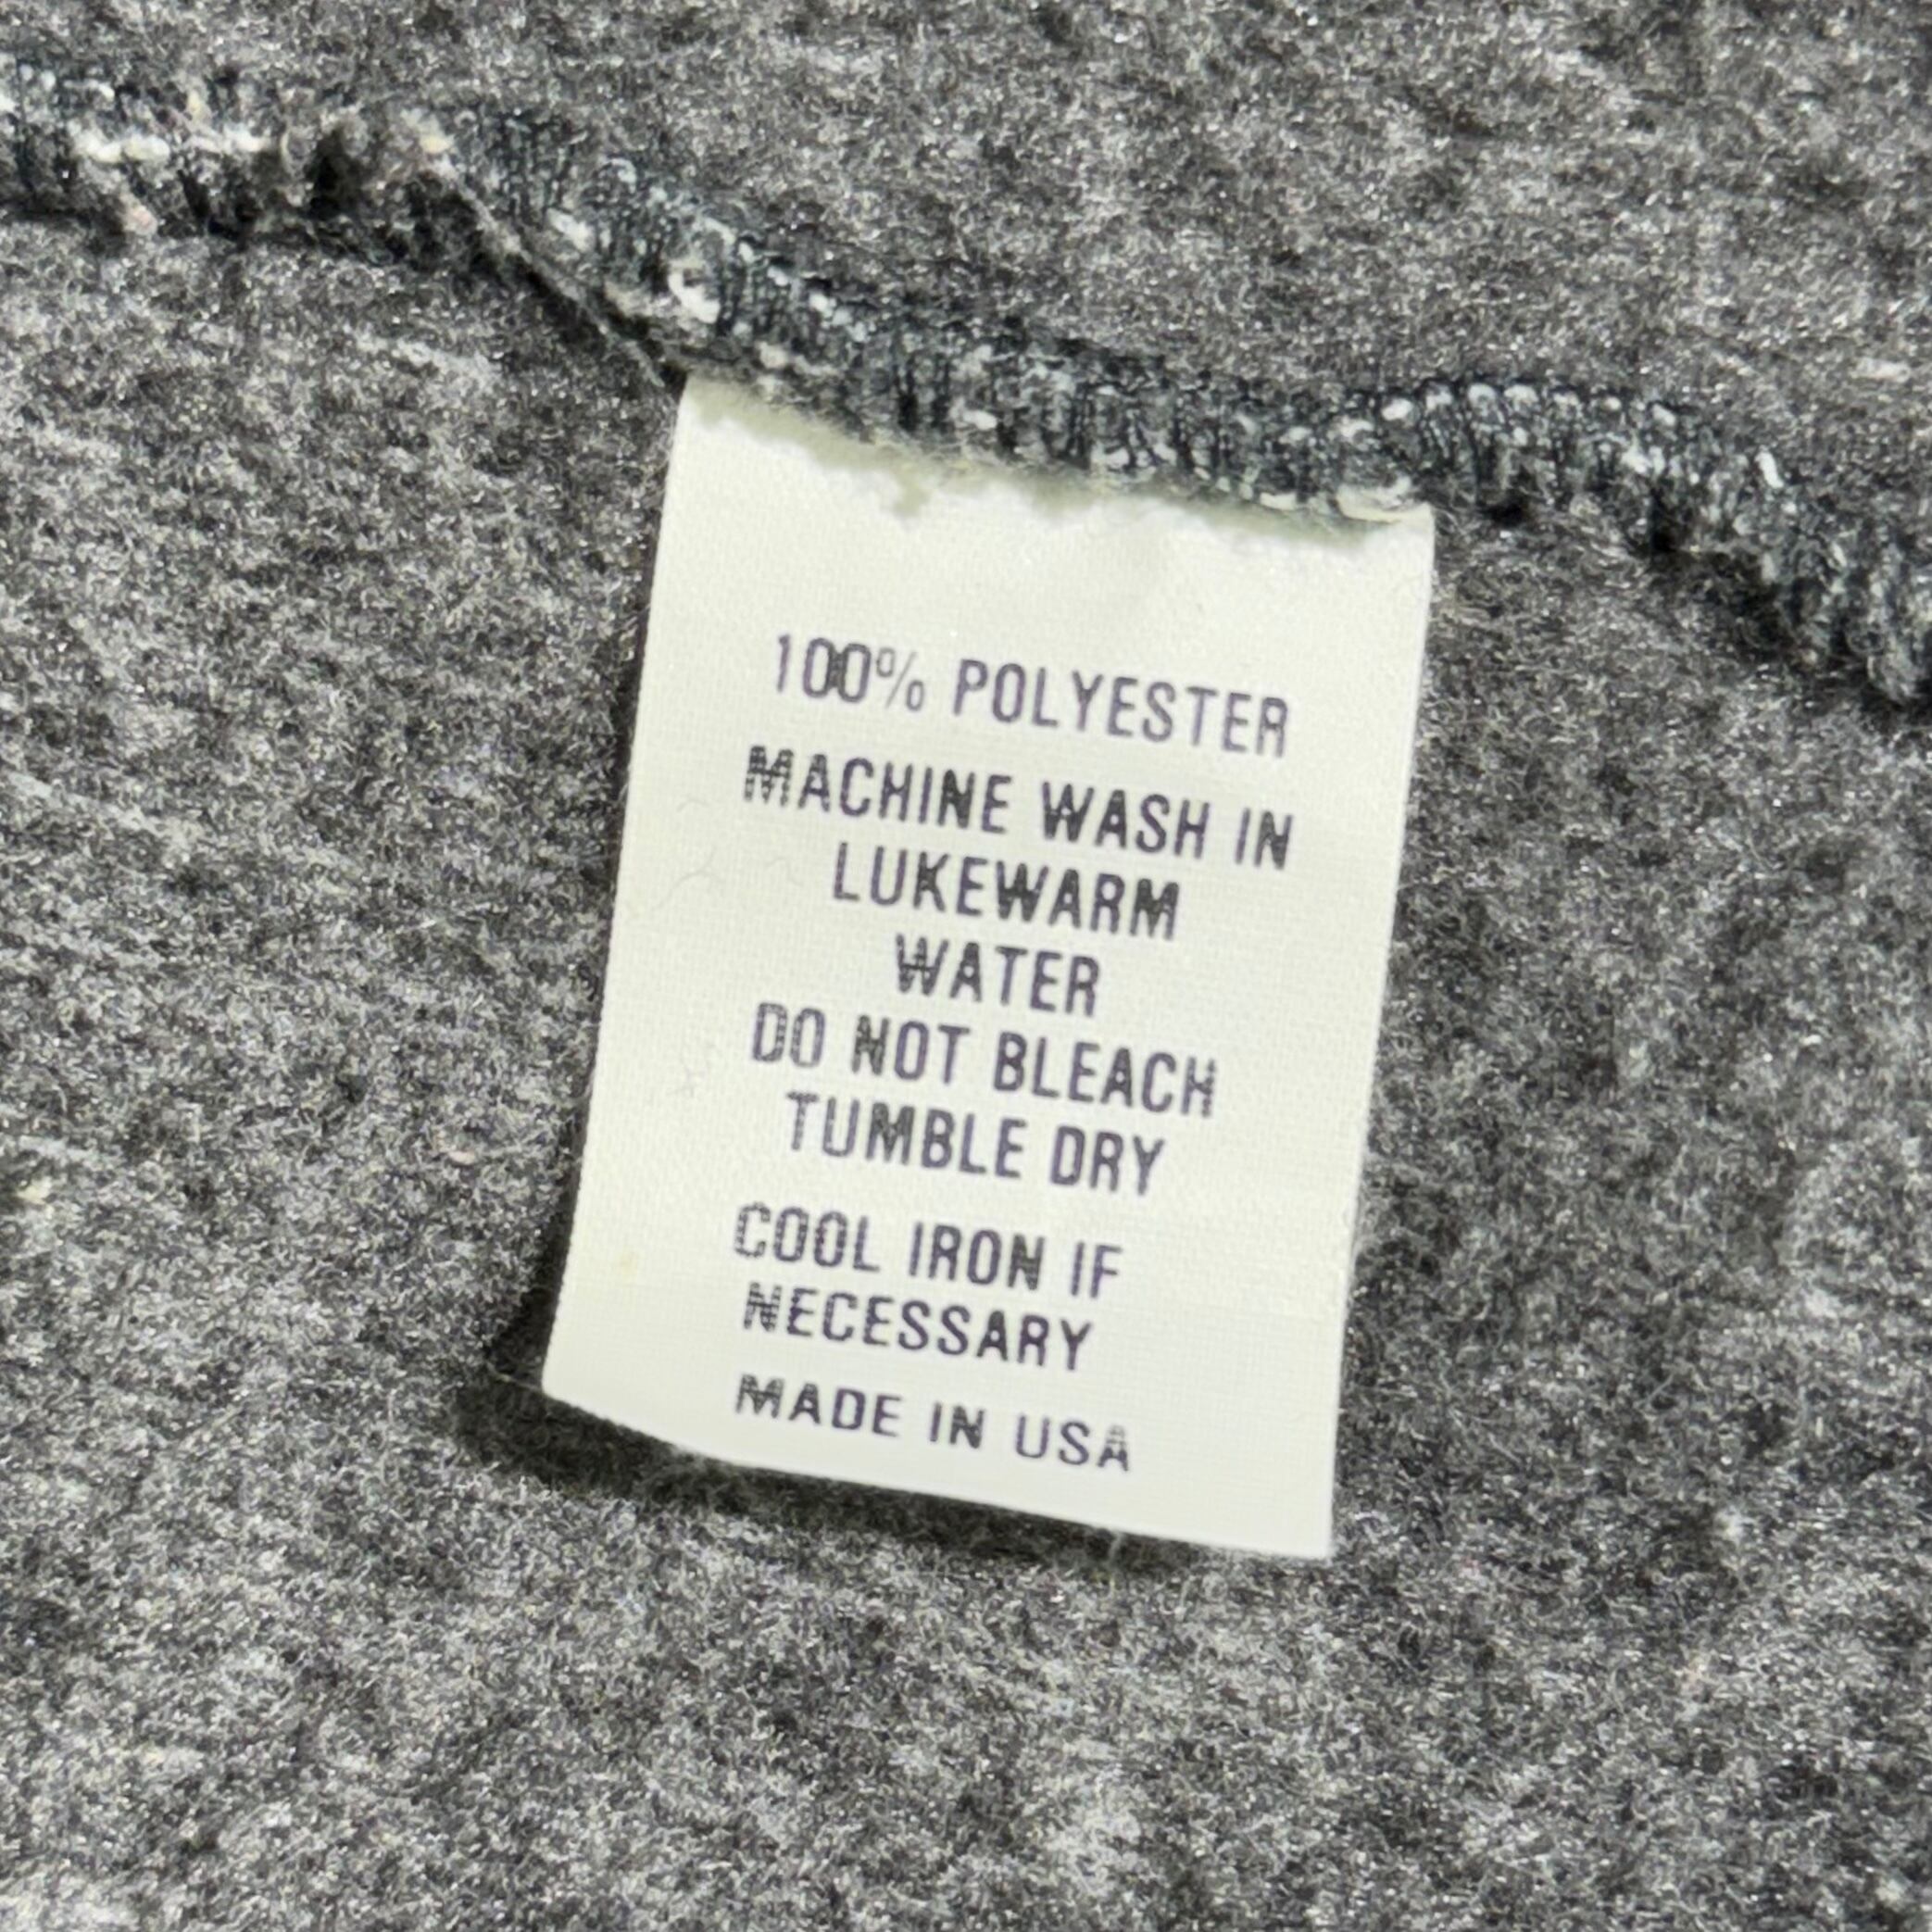 100% POLYESTER
MACHINE WASH IN
LUKEWARM
WATER
DO NOT BLEACH
TUMBLE DRY
COOL IRON IF
NECESSARY
MADE IN USA